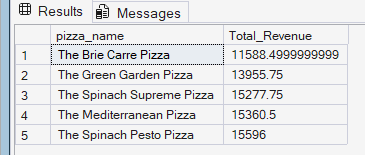 Results Messages
pizza_name Total_Revenue
1 The Brie Carre Pizza 11588.4999999999
2 The Green Garden Pizza 13955.75
3 The Spinach Supreme Pizza 15277.75
4 The Mediterranean Pizza 15360.5
5 The Spinach Pesto Pizza 15596